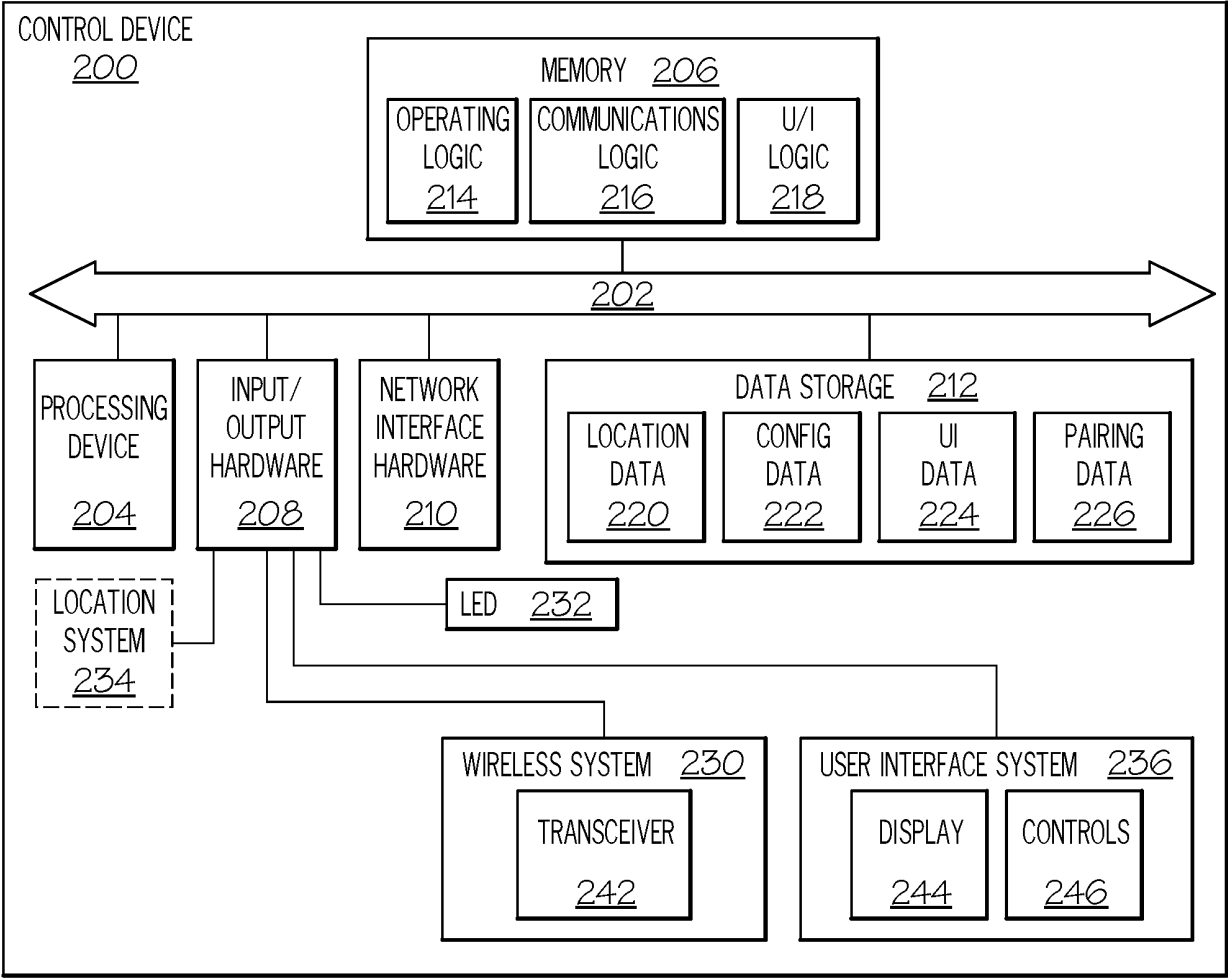 CONTROL DEVICE
200
MEMORY 206
OPERATING
LOGIC
214
COMMUNICATIONS
LOGIC
216
U/I
LOGIC
218
202
PROCESSING
DEVICE
204
INPUT/
OUTPUT
HARDWARE
208
NETWORK
INTERFACE
HARDWARE
210
DATA STORAGE 212
LOCATION
DATA
220
CONFIG
DATA
222
UI
DATA
224
PAIRING
DATA
226
LOCATION
SYSTEM
234
LED 232
WIRELESS SYSTEM 230
TRANSCEIVER
242
USER INTERFACE SYSTEM 236
DISPLAY
244
CONTROLS
246